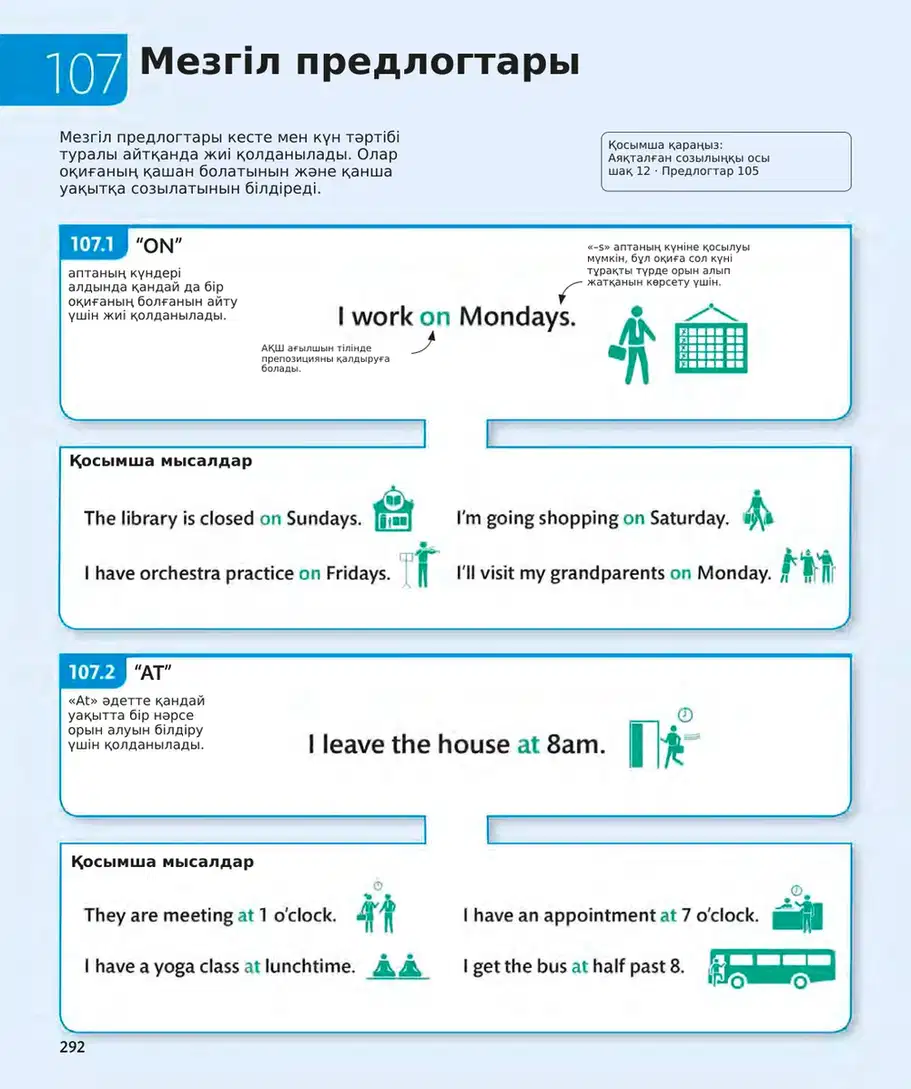 107
Мезгіл предлогтары
Мезгіл предлогтары кесте мен күн тәртібі
туралы айтқанда жиі қолданылады. Олар
оқиғаның қашан болатынын және қанша
уақытқа созылатынын білдіреді.
Қосымша қараңыз:
Аяқталған созылыңқы осы
шақ 12 · Предлогтар 105
107.1 “ON”
аптаның күндері
алдында қандай да бір
оқиғаның болғанын айту
үшін жиі қолданылады.
«–s» аптаның күніне қосылуы
мүмкін, бұл оқиға сол күні
тұрақты түрде орын алып
жатқанын көрсету үшін.
I work on Mondays.
АҚШ ағылшын тілінде
препозицияны қалдыруға
болады.
Қосымша мысалдар
The library is closed on Sundays.
I’m going shopping on Saturday.
I have orchestra practice on Fridays.
I’ll visit my grandparents on Monday.
107.2 “AT”
«At» әдетте қандай
уақытта бір нәрсе
орын алуын білдіру
үшін қолданылады.
I leave the house at 8am.
Қосымша мысалдар
They are meeting at 1 o’clock.
I have an appointment at 7 o’clock.
I have a yoga class at lunchtime.
I get the bus at half past 8.
292